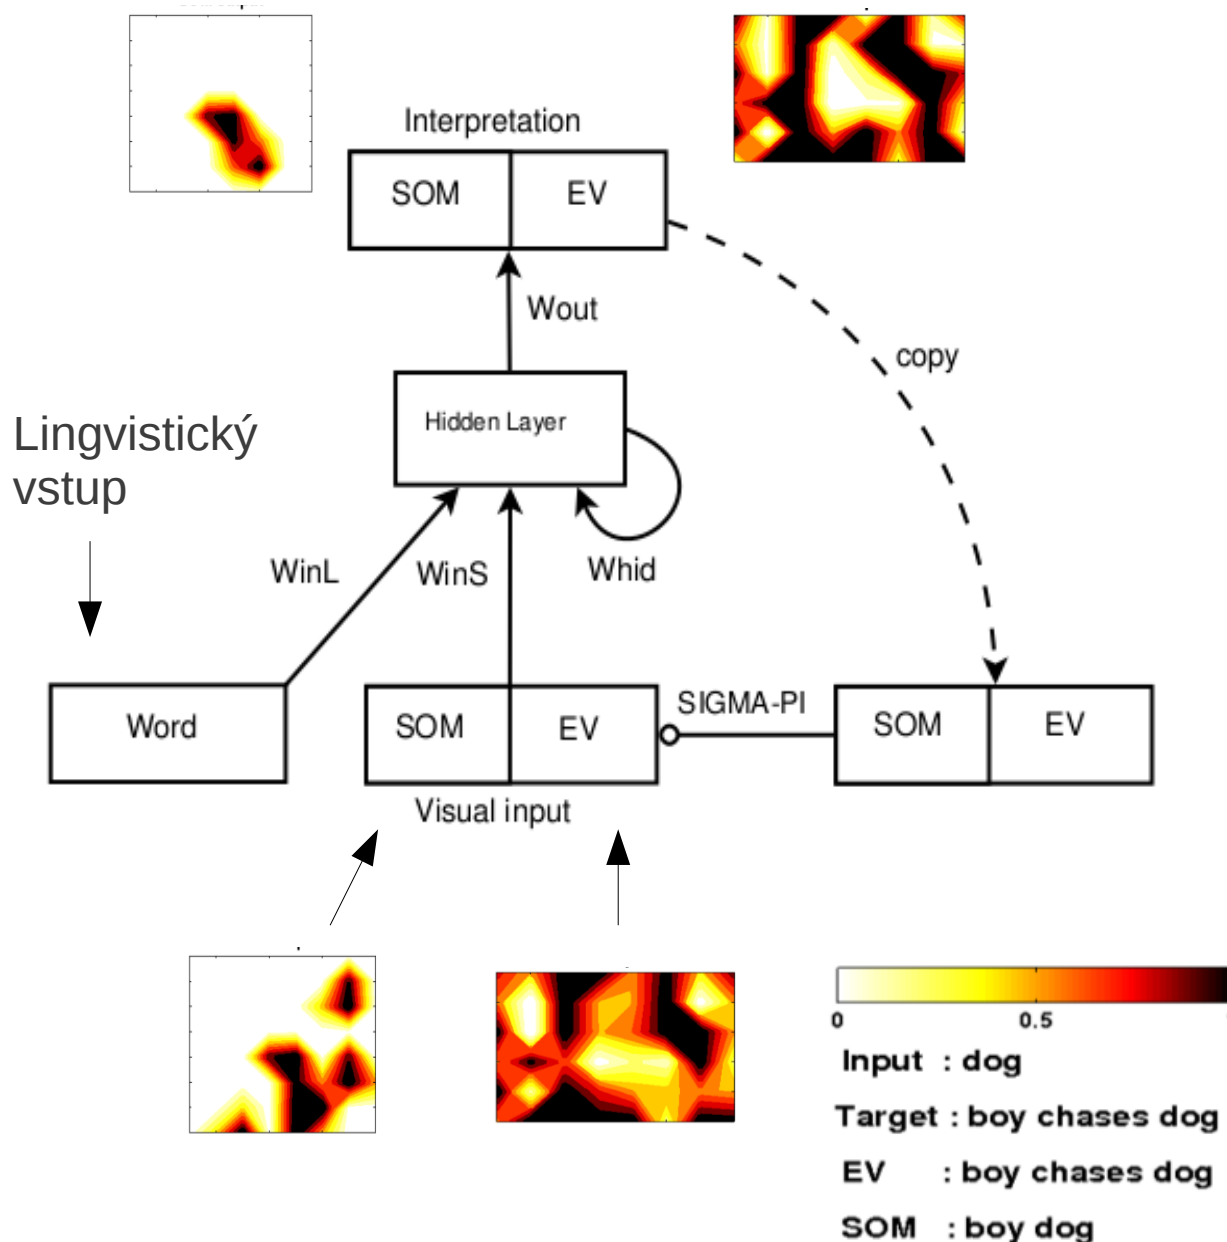 Interpretation
SOM
EV
Wout
copy
Hidden Layer
Lingvistický
vstup
WinL
WinS
Whid
Word
SOM
EV
SIGMA-PI
SOM
EV
Visual input
0
0.5
Input : dog
Target : boy chases dog
EV : boy chases dog
SOM : boy dog